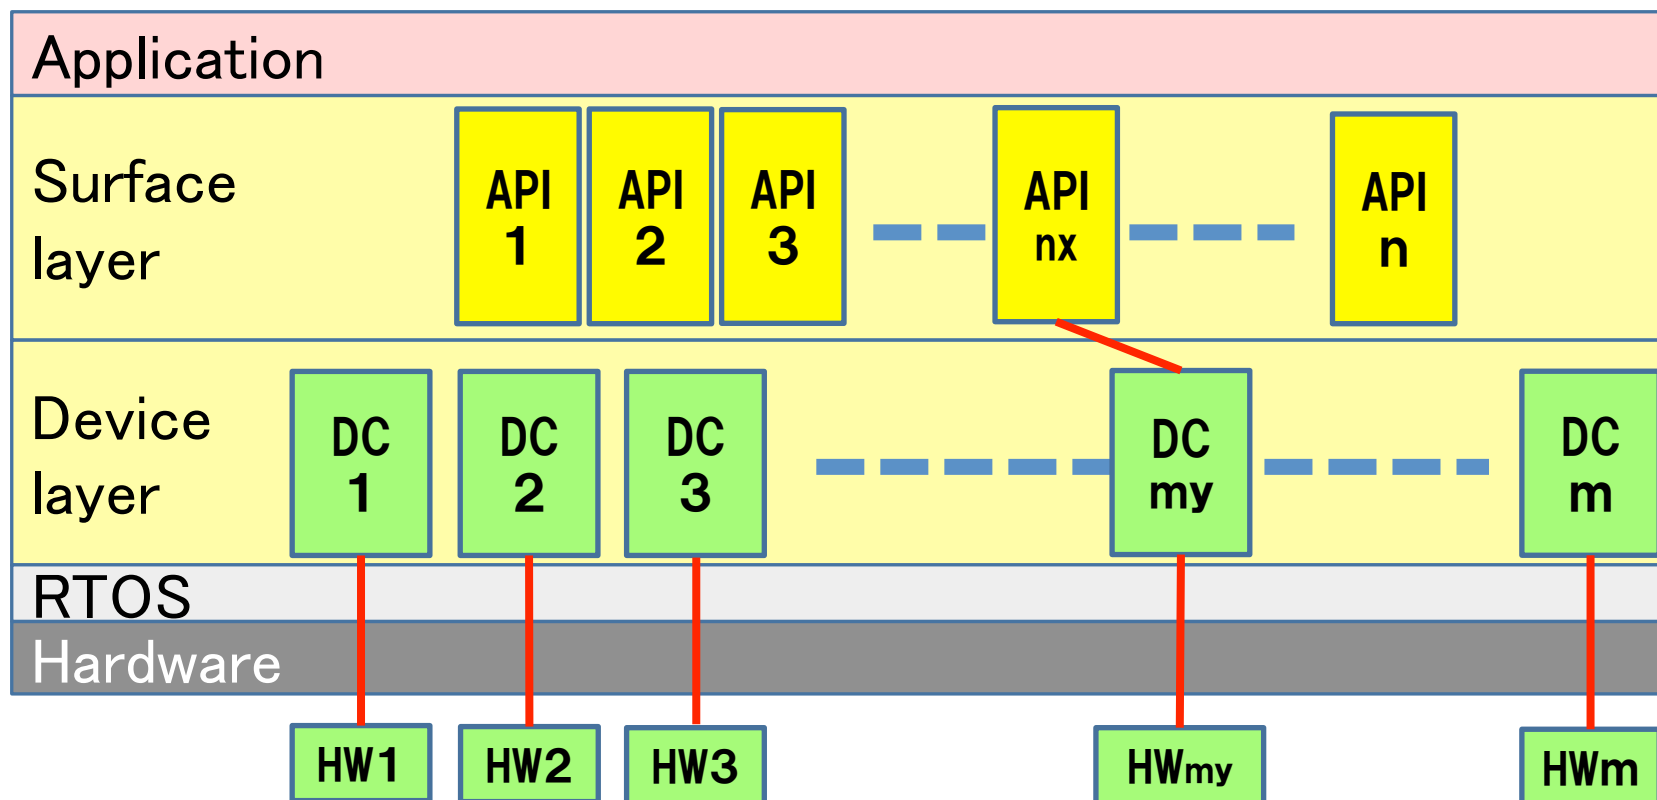 Application
Surface
layer
API
1
API
2
API
3
API
nx
API
n
Device
layer
DC
1
DC
2
DC
3
DC
my
DC
m
RTOS
Hardware
HW1
HW2
HW3
HWmy
HWm